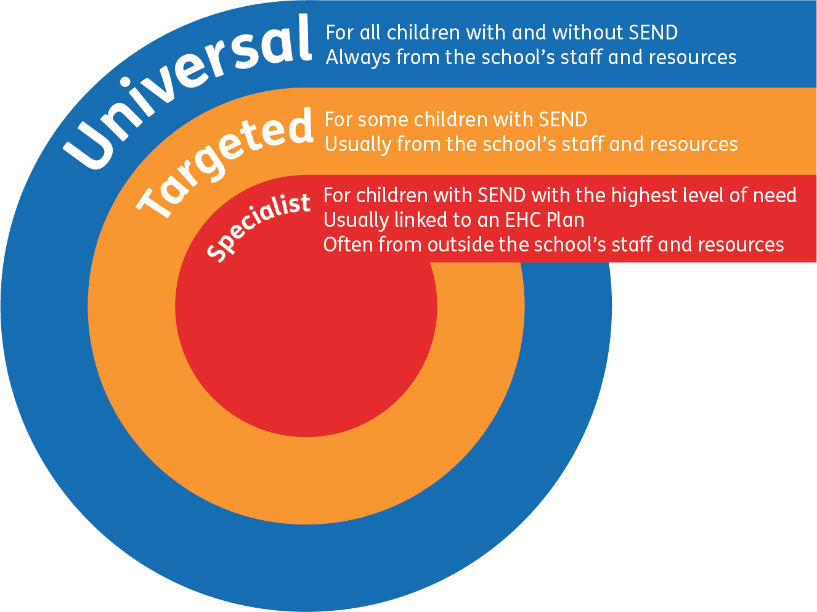 Universal
For all children with and without SEND
Always from the school's staff and resources
Targeted
For some children with SEND
Usually from the school's staff and resources
Specialist
For children with SEND with the highest level of need
Usually linked to an EHC Plan
Often from outside the school's staff and resources